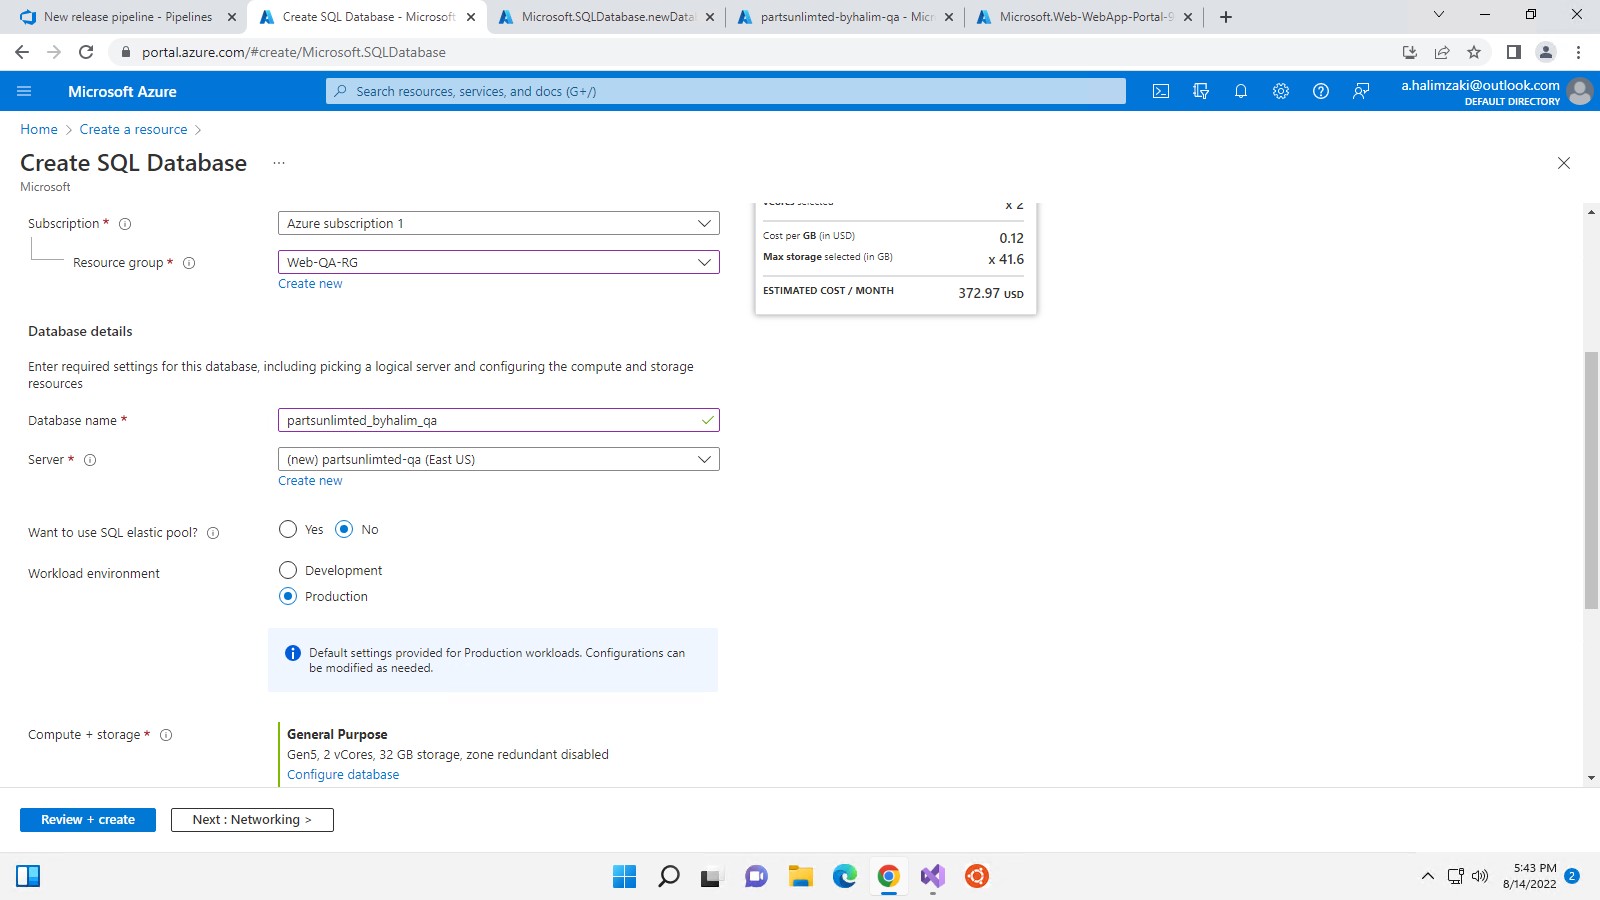 New release pipeline - Pipelines
Create SQL Database - Microsoft
Microsoft.SQLDatabase.newData
partsunlimted-byhalim-qa - Micr
Microsoft.Web-WebApp-Portal-9
portal.azure.com/#create/Microsoft.SQLDatabase
Microsoft Azure
Search resources, services, and docs (G+/)
a.halimzaki@outlook.com
DEFAULT DIRECTORY
Home > Create a resource >
Create SQL Database ...
Microsoft
Subscription *
Azure subscription 1
Resource group *
Web-QA-RG
Create new
vCores selected
x 2
Cost per GB (in USD)
0.12
Max storage selected (in GB)
x 41.6
ESTIMATED COST / MONTH
372.97 USD
Database details
Enter required settings for this database, including picking a logical server and configuring the compute and storage
resources
Database name *
partsunlimted_byhalim_qa
Server *
(new) partsunlimted-qa (East US)
Create new
Want to use SQL elastic pool?
Yes
No
Workload environment
Development
Production
Default settings provided for Production workloads. Configurations can
be modified as needed.
Compute + storage *
General Purpose
Gen5, 2 vCores, 32 GB storage, zone redundant disabled
Configure database
Review + create
Next : Networking >
5:43 PM
8/14/2022
2